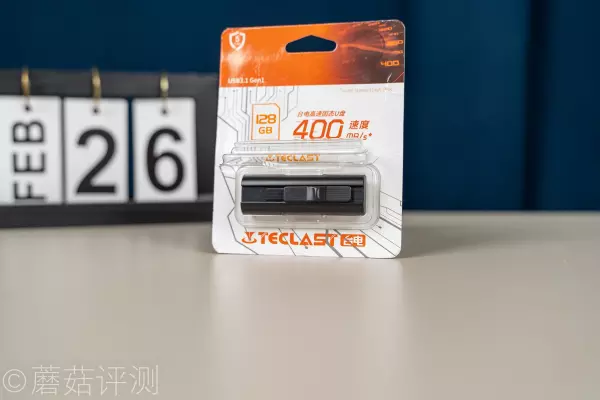 FEB
26
USB3.1 Gen1
400
128
GB
台电高速固态U盘
400 速度
MB/s*
TECLAST
TECLAST 台电
©蘑菇评测